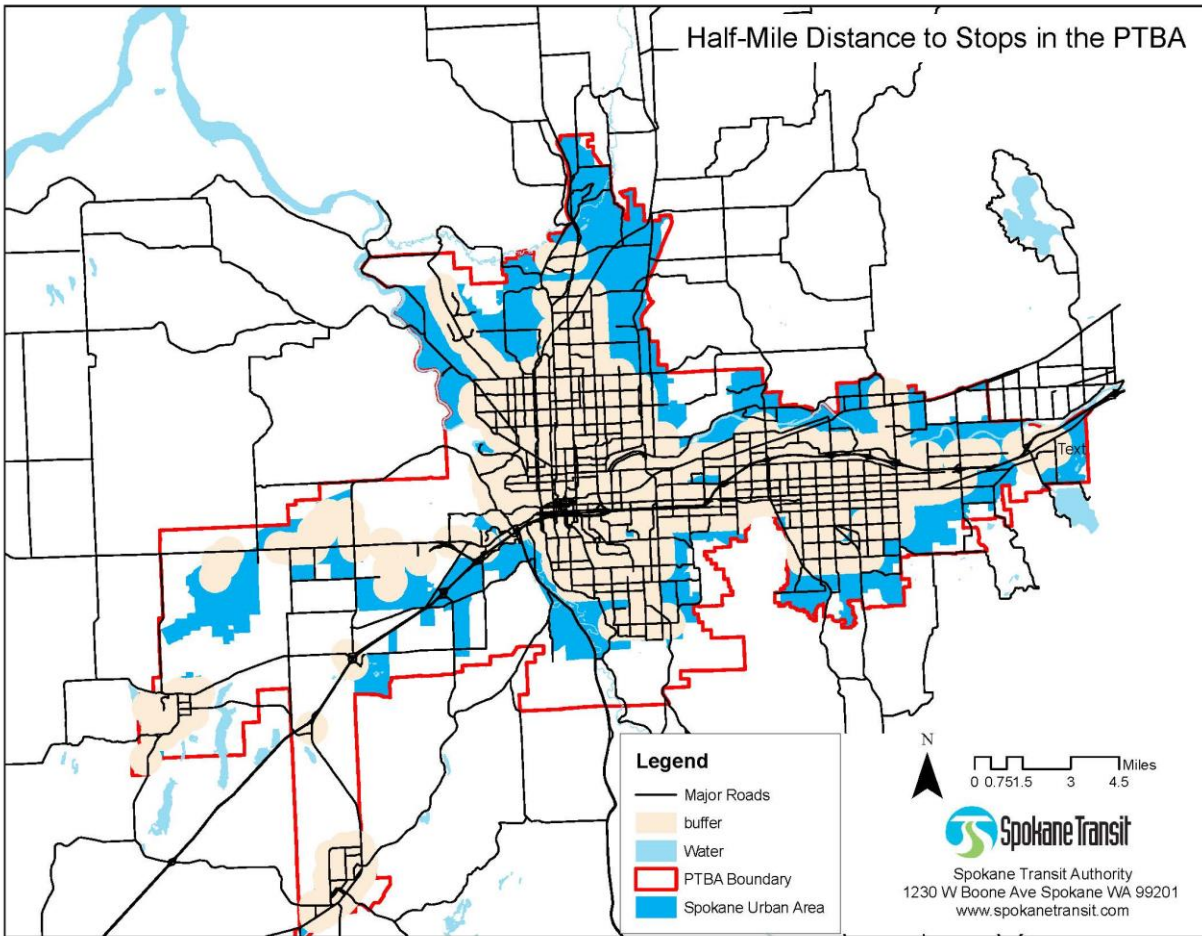 Half-Mile Distance to Stops in the PTBA
Text
Legend
Major Roads
buffer
Water
PTBA Boundary
Spokane Urban Area
N
Miles
0 0.75 1.5 3 4.5
Spokane Transit
Spokane Transit Authority
1230 W Boone Ave Spokane WA 99201
www.spokanetransit.com